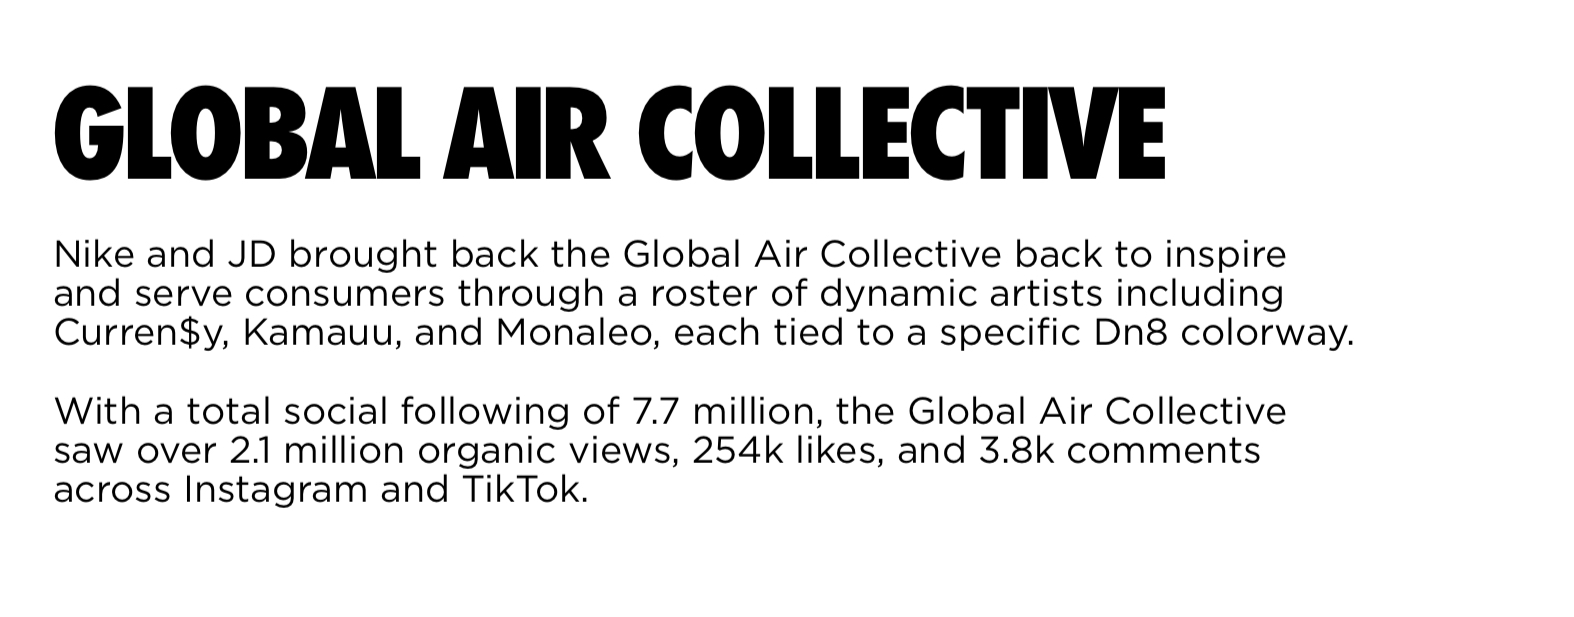 GLOBAL AIR COLLECTIVE
Nike and JD brought back the Global Air Collective back to inspire
and serve consumers through a roster of dynamic artists including
Curren$y, Kamauu, and Monaleo, each tied to a specific Dn8 colorway.
With a total social following of 7.7 million, the Global Air Collective
saw over 2.1 million organic views, 254k likes, and 3.8k comments
across Instagram and TikTok.